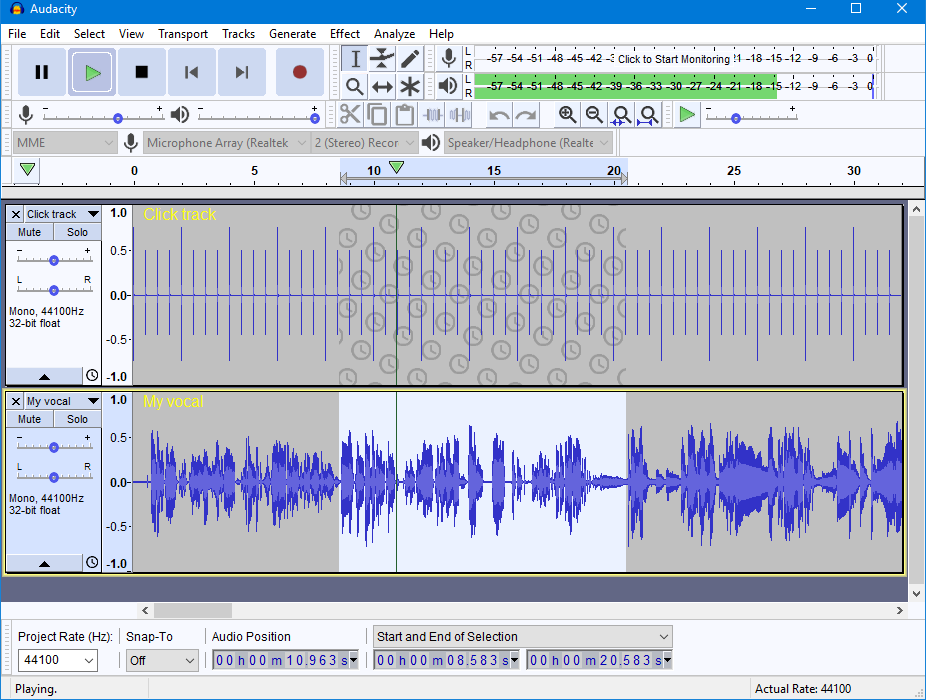 Audacity
File Edit Select View Transport Tracks Generate Effect Analyze Help
L
R
-57 -54 -51 -48 -45 -42 -3 Click to Start Monitoring !1 -18 -15 -12 -9 -6 -3 0
L
R
-57 -54 -51 -48 -45 -42 -39 -36 -33 -30 -27 -24 -21 -18 -15 -12 -9 -6 -3 0
- + - +
- +
MME Microphone Array (Realtek 2 (Stereo) Recor Speaker/Headphone (Realte
0 5 10 15 20 25 30
Click track 1.0 Click track
Mute Solo
- + 0.5
L R
0.0
Mono, 44100Hz
32-bit float
-0.5
-1.0
My vocal 1.0 My vocal
Mute Solo
- + 0.5
L R
0.0
Mono, 44100Hz
32-bit float
-0.5
-1.0
Project Rate (Hz): Snap-To Audio Position Start and End of Selection
44100 Off 00 h 00 m 10.963 s 00 h 00 m 08.583 s 00 h 00 m 20.583 s
Playing. Actual Rate: 44100